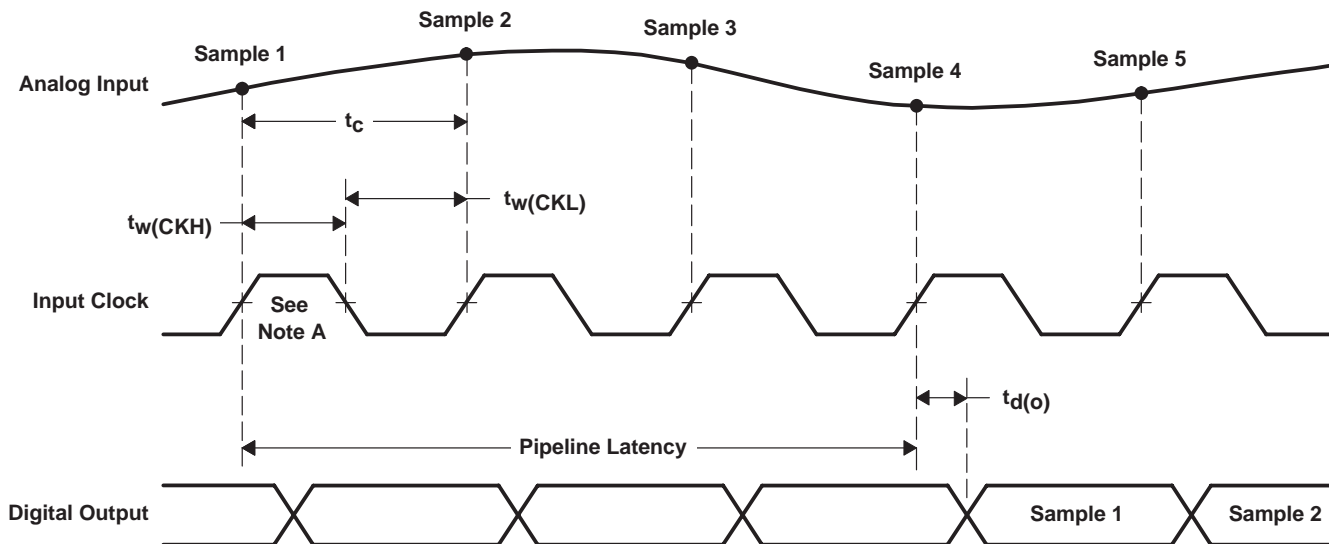 Sample 1
Sample 2
Sample 3
Sample 4
Sample 5
Analog Input
tc
tw(CKH)
tw(CKL)
Input Clock
See
Note A
td(o)
Pipeline Latency
Digital Output
Sample 1
Sample 2